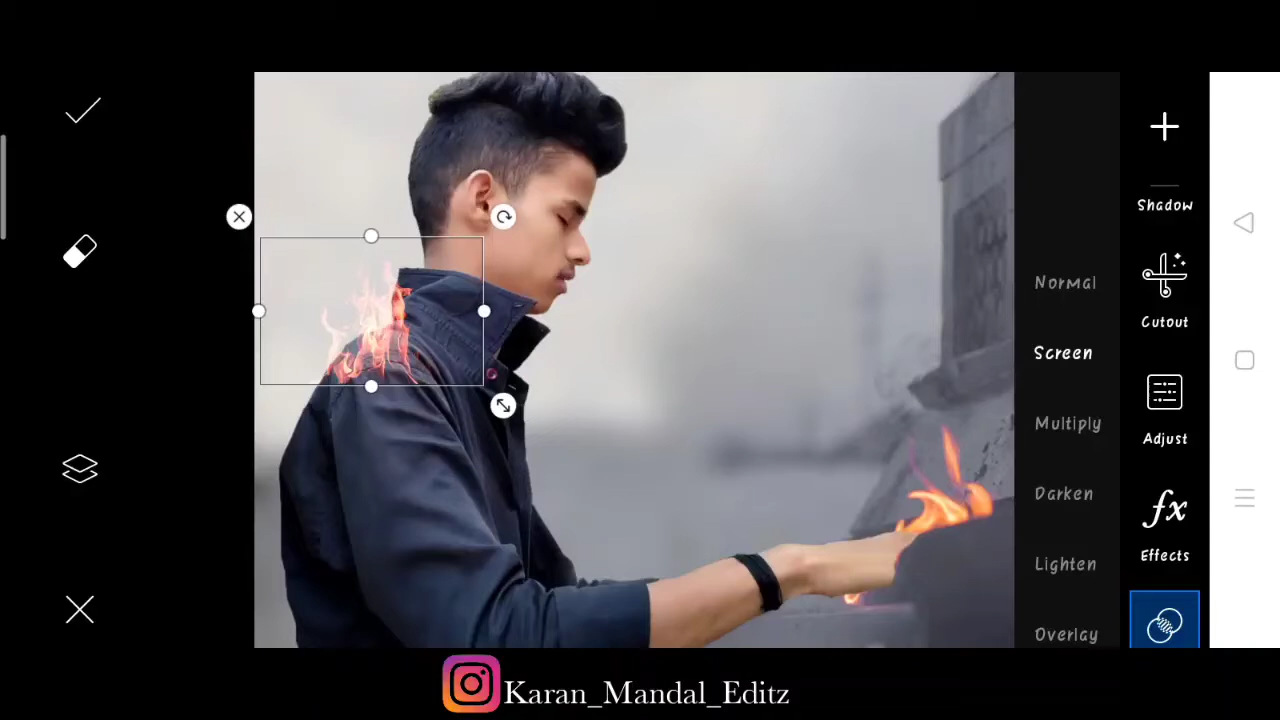 Shadow
Cutout
Adjust
Effects
Normal
Screen
Multiply
Darken
Lighten
Overlay
Karan_Mandal_Editz